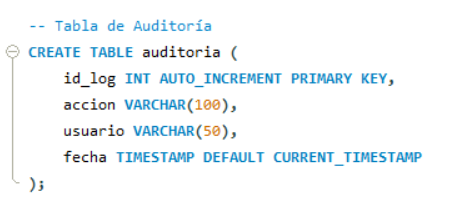 -- Tabla de Auditoría
CREATE TABLE auditoria (
id_log INT AUTO_INCREMENT PRIMARY KEY,
accion VARCHAR(100),
usuario VARCHAR(50),
fecha TIMESTAMP DEFAULT CURRENT_TIMESTAMP
);